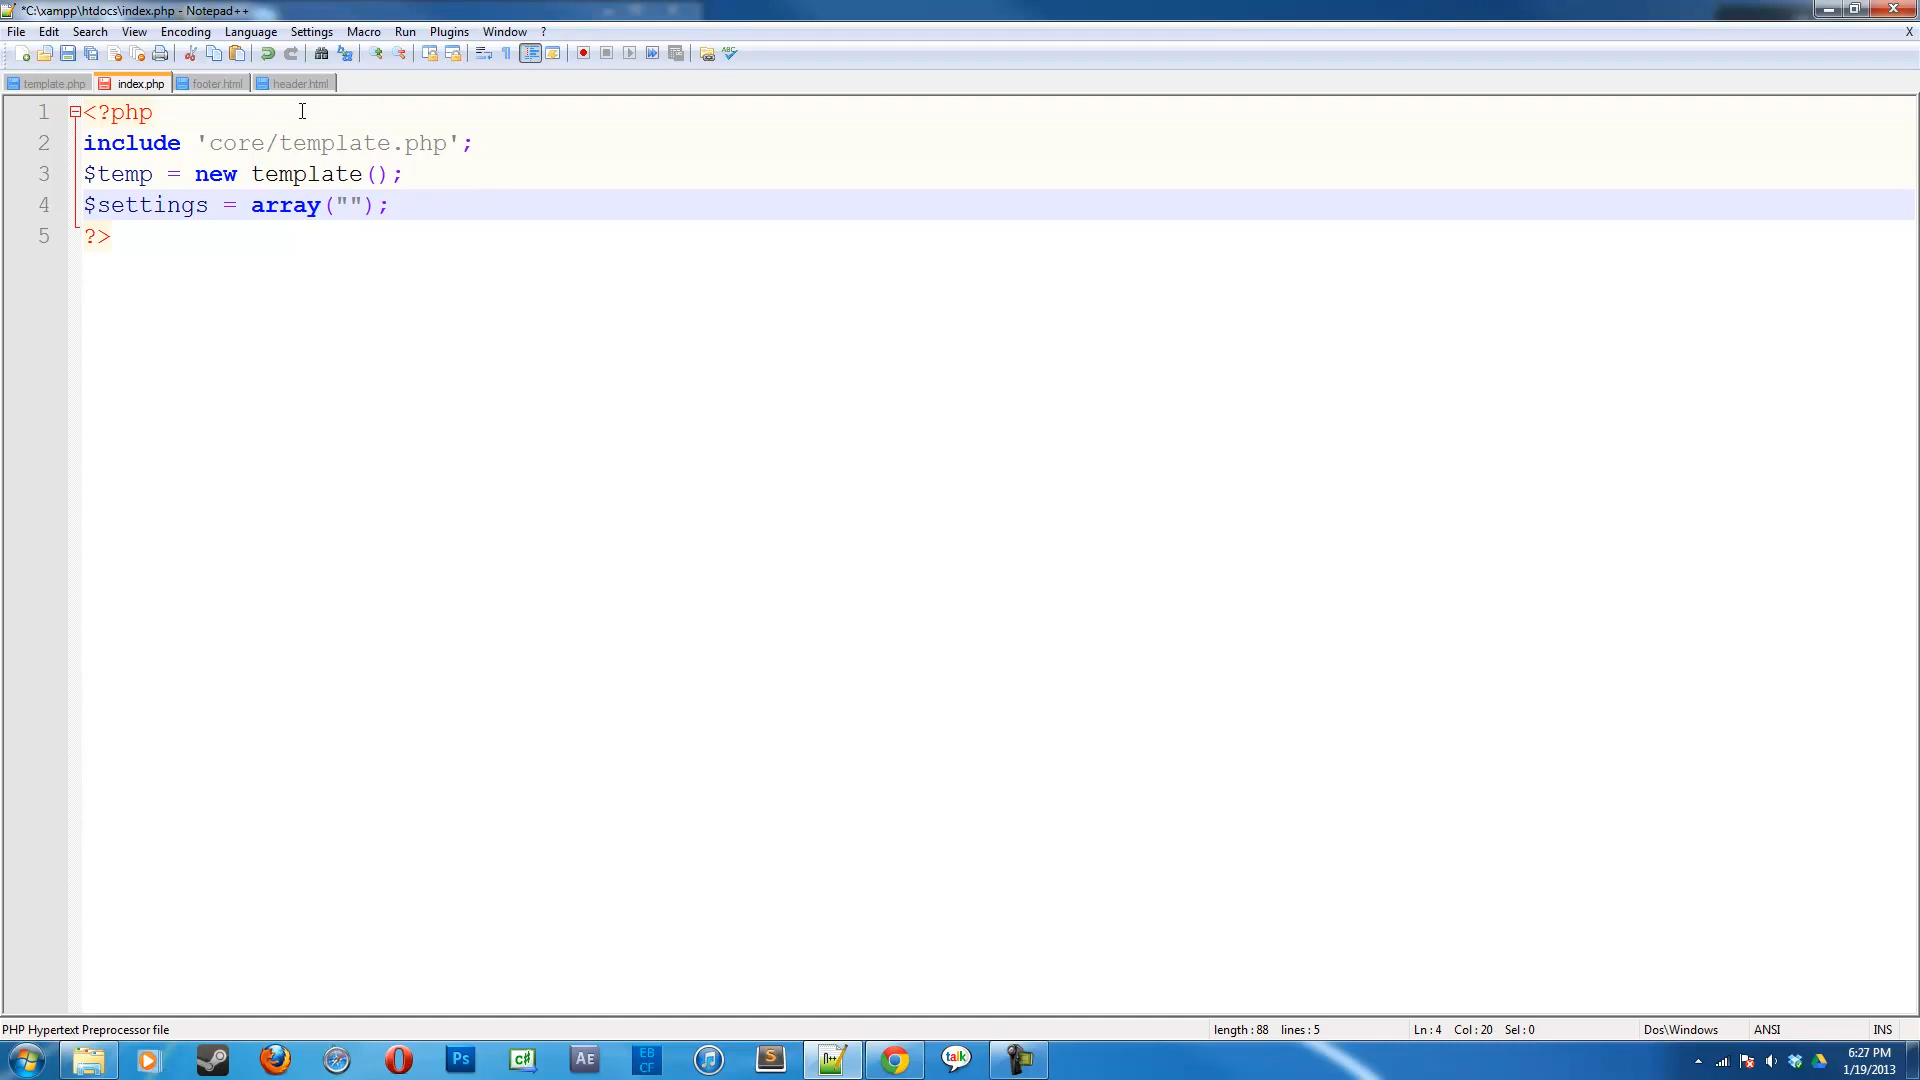 *C:\xampp\htdocs\index.php - Notepad++
File Edit Search View Encoding Language Settings Macro Run Plugins Window ? X
template.php index.php footer.html header.html
1 <?php
2 include 'core/template.php';
3 $temp = new template();
4 $settings = array("");
5 ?>
PHP Hypertext Preprocessor file length : 88 lines : 5 Ln : 4 Col : 20 Sel : 0 Dos\Windows ANSI INS
Ps C# AE EB CF S n++ talk 6:27 PM
1/19/2013